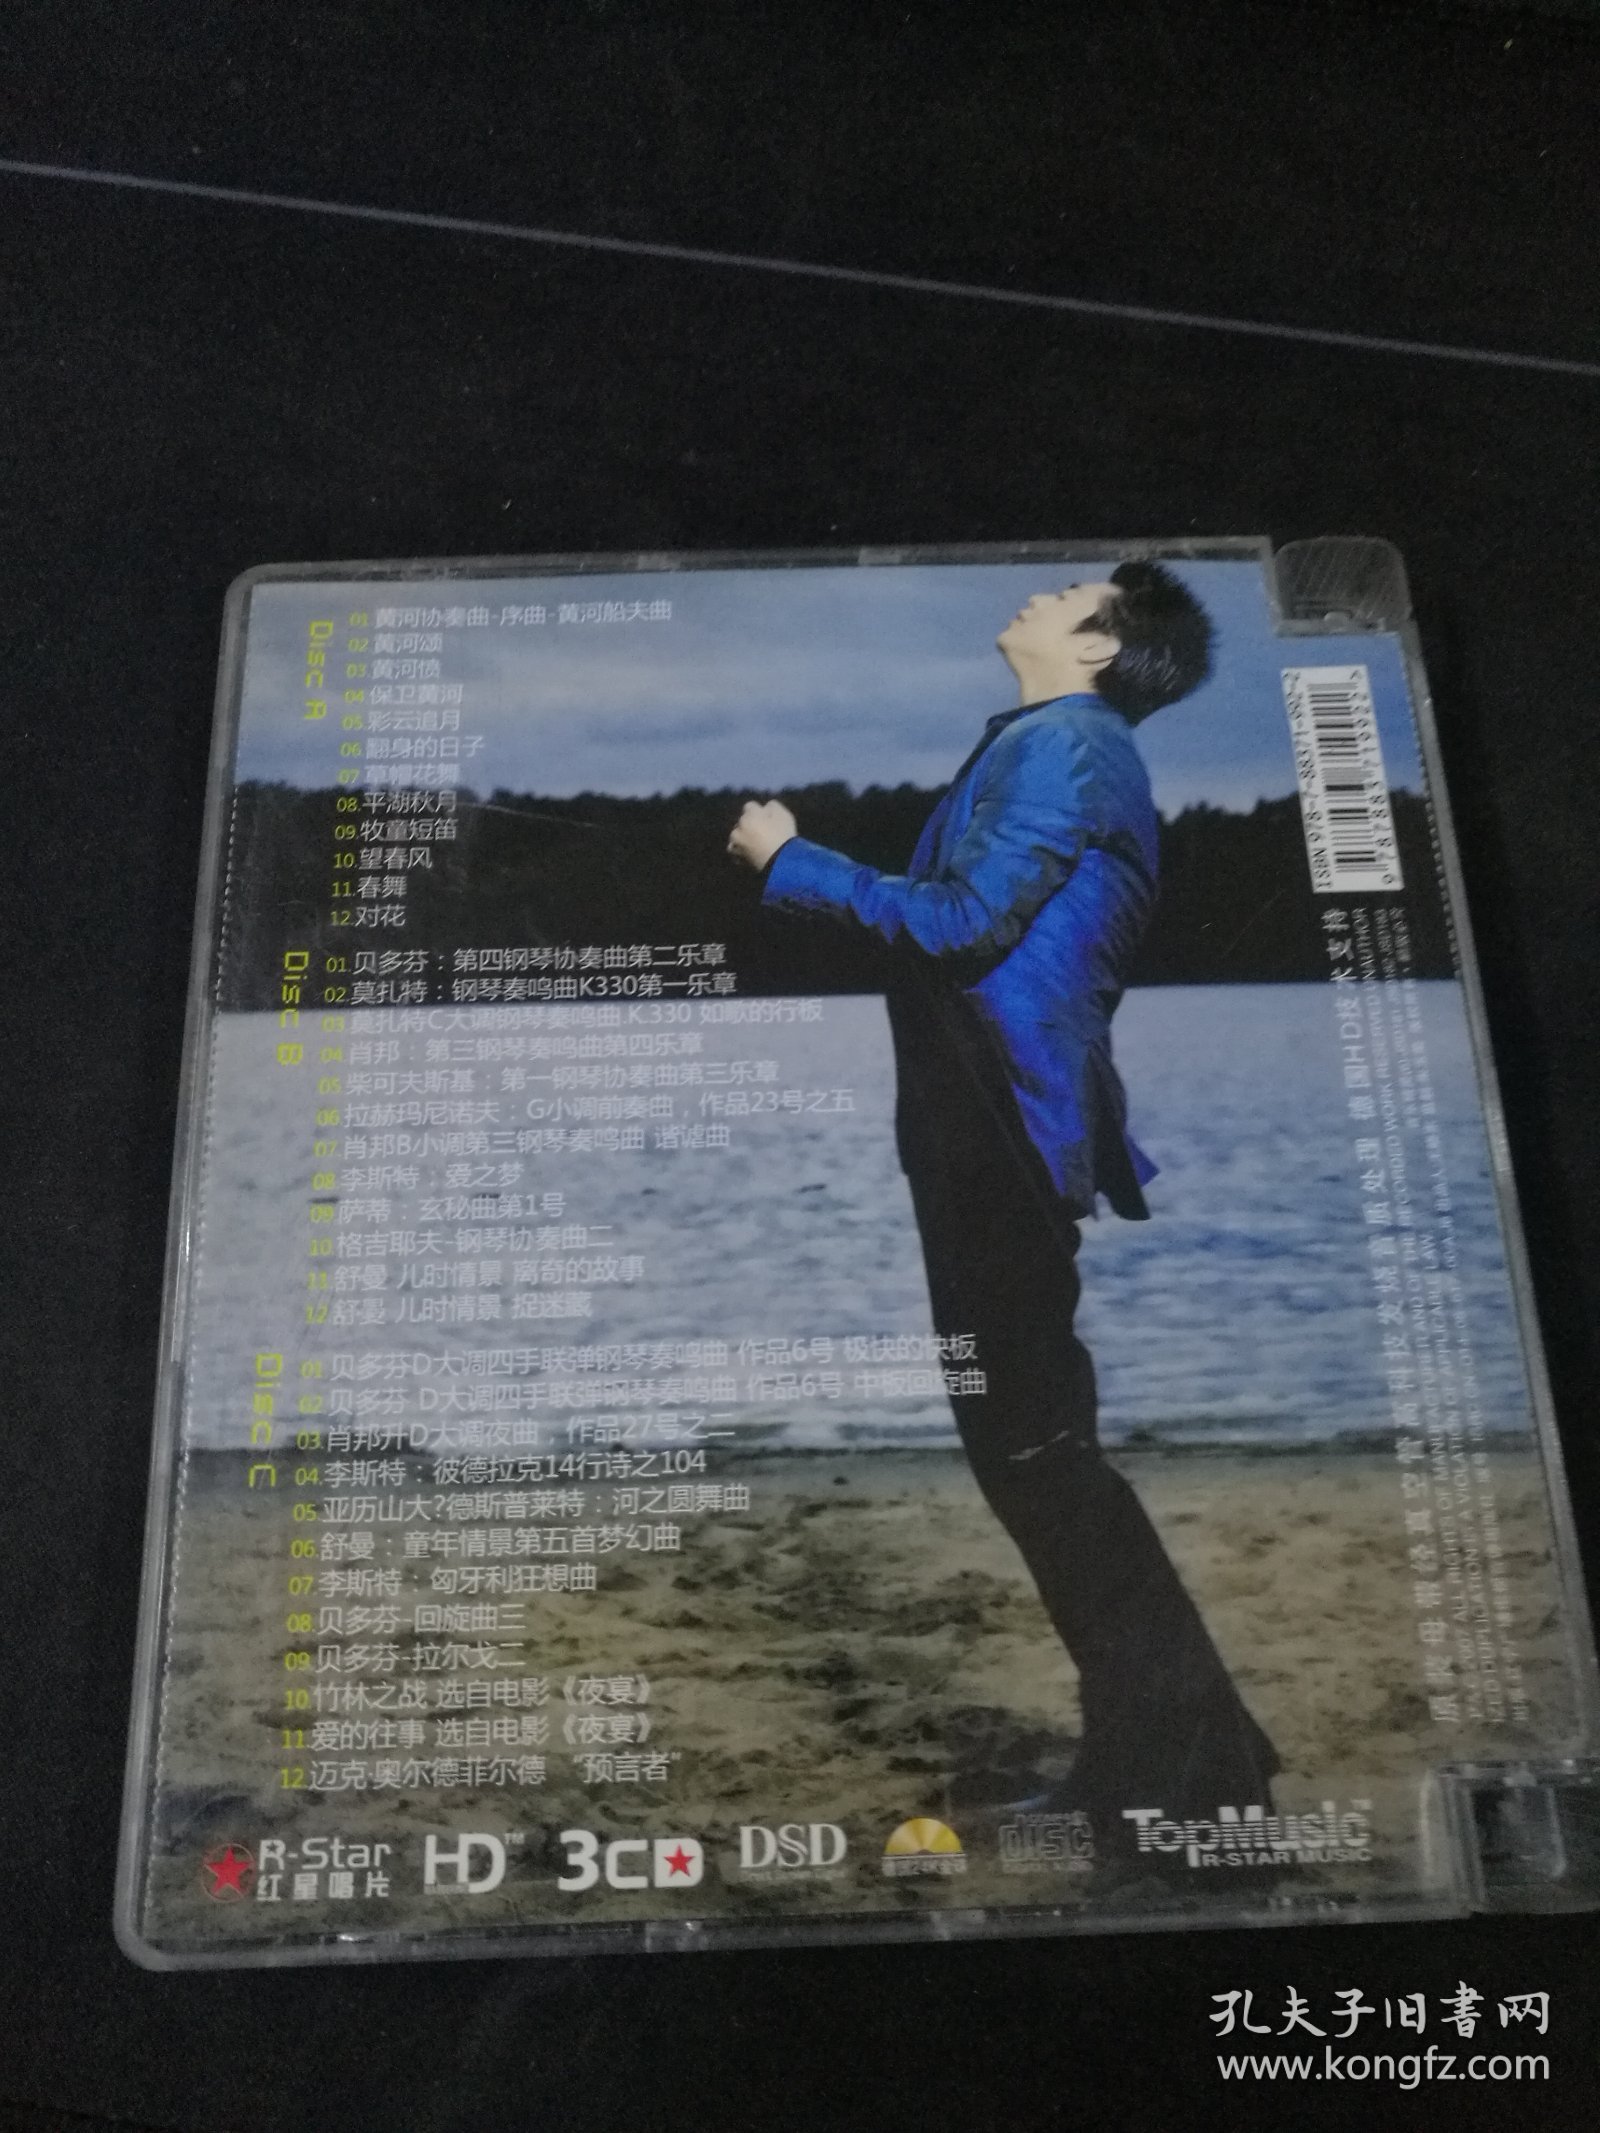 Disc A
01.黄河协奏曲-序曲-黄河船夫曲
02.黄河颂
03.黄河愤
04.保卫黄河
05.彩云追月
06.翻身的日子
07.草帽花舞
08.平湖秋月
09.牧童短笛
10.望春风
11.春舞
12.对花
Disc B
01.贝多芬：第四钢琴协奏曲第二乐章
02.莫扎特：钢琴奏鸣曲K330第一乐章
03.莫扎特C大调钢琴奏鸣曲.K.330 如歌的行板
04.肖邦：第三钢琴奏鸣曲第四乐章
05.柴可夫斯基：第一钢琴协奏曲第三乐章
06.拉赫玛尼诺夫：G小调前奏曲，作品23号之五
07.肖邦B小调第三钢琴奏鸣曲 谐谑曲
08.李斯特：爱之梦
09.萨蒂：玄秘曲第1号
10.格吉耶夫-钢琴协奏曲二
11.舒曼 儿时情景 离奇的故事
12.舒曼 儿时情景 捉迷藏
Disc C
01.贝多芬D大调四手联弹钢琴奏鸣曲 作品6号 极快的快板
02.贝多芬 D大调四手联弹钢琴奏鸣曲 作品6号 中板回旋曲
03.肖邦升D大调夜曲，作品27号之二
04.李斯特：彼德拉克14行诗之104
05.亚历山大?德斯普莱特：河之圆舞曲
06.舒曼：童年情景第五首梦幻曲
07.李斯特：匈牙利狂想曲
08.贝多芬-回旋曲三
09.贝多芬-拉尔戈二
10.竹林之战 选自电影《夜宴》
11.爱的往事 选自电影《夜宴》
12.迈克·奥尔德菲尔德 “预言者”
R-Star
红星唱片
HD™
3CD
DSD
德国24K金碟
disc
TopMusic™
R-STAR MUSIC
ISBN 978-7-88371-992-2
9 787883 719922
德国HD技术支持
孔夫子旧书网
www.kongfz.com